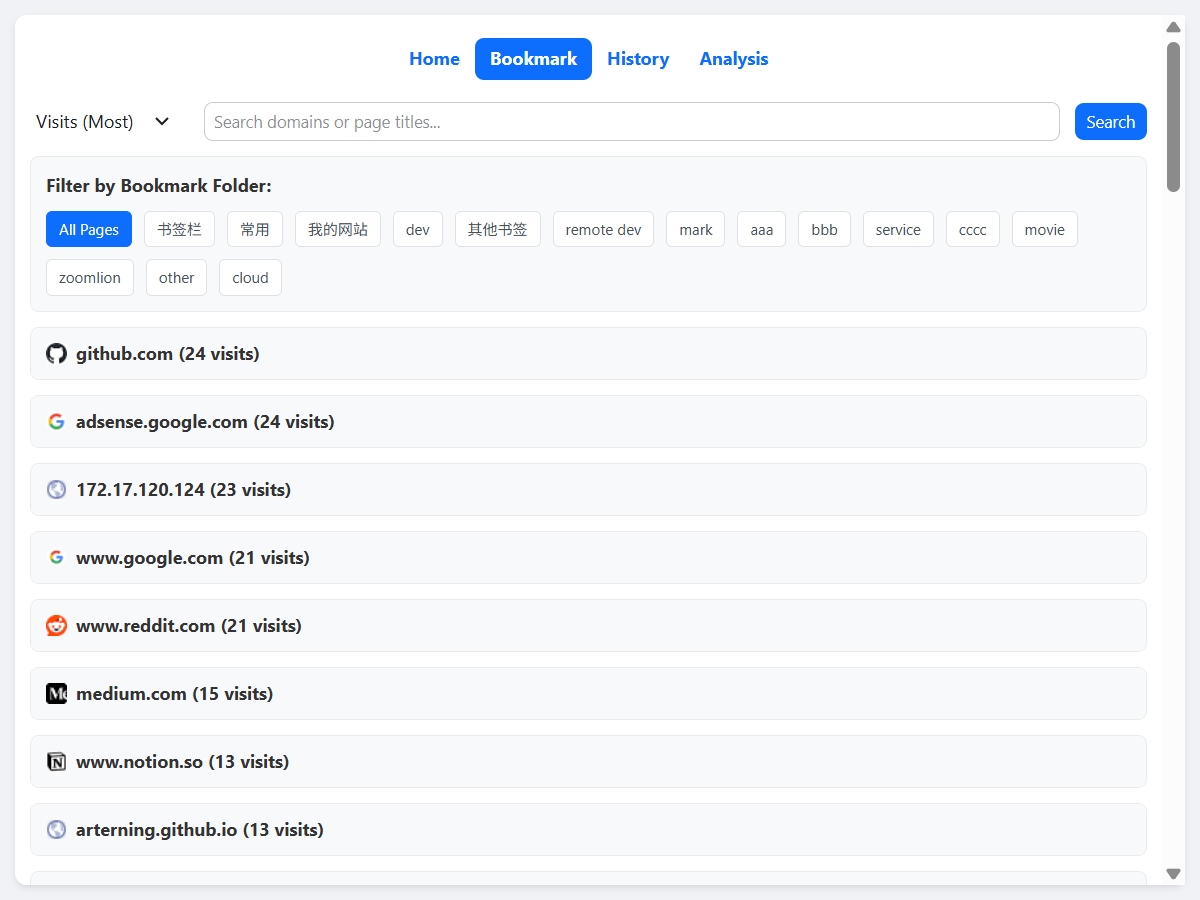 Home Bookmark History Analysis
Visits (Most) Search domains or page titles... Search
Filter by Bookmark Folder:
All Pages 书签栏 常用 我的网站 dev 其他书签 remote dev mark aaa bbb service cccc movie
zoomlion other cloud
github.com (24 visits)
adsense.google.com (24 visits)
172.17.120.124 (23 visits)
www.google.com (21 visits)
www.reddit.com (21 visits)
medium.com (15 visits)
www.notion.so (13 visits)
arterning.github.io (13 visits)